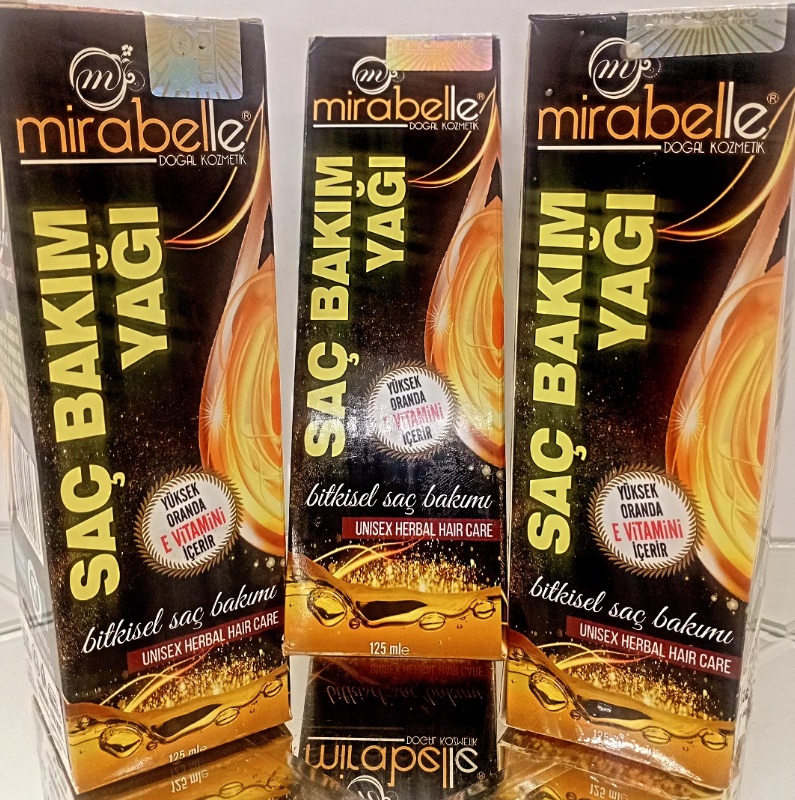 m
mirabelle®
DOĞAL KOZMETİK
SAÇ BAKIM
YAĞI
YÜKSEK
ORANDA
E VİTAMİNİ
İÇERİR
bitkisel saç bakımı
UNISEX HERBAL HAIR CARE
125 mle
m
mirabelle®
DOĞAL KOZMETİK
SAÇ BAKIM
YAĞI
YÜKSEK
ORANDA
E VİTAMİNİ
İÇERİR
bitkisel saç bakımı
UNISEX HERBAL HAIR CARE
125 mle
m
mirabelle®
DOĞAL KOZMETİK
SAÇ BAKIM
YAĞI
YÜKSEK
ORANDA
E VİTAMİNİ
İÇERİR
bitkisel saç bakımı
UNISEX HERBAL HAIR CARE